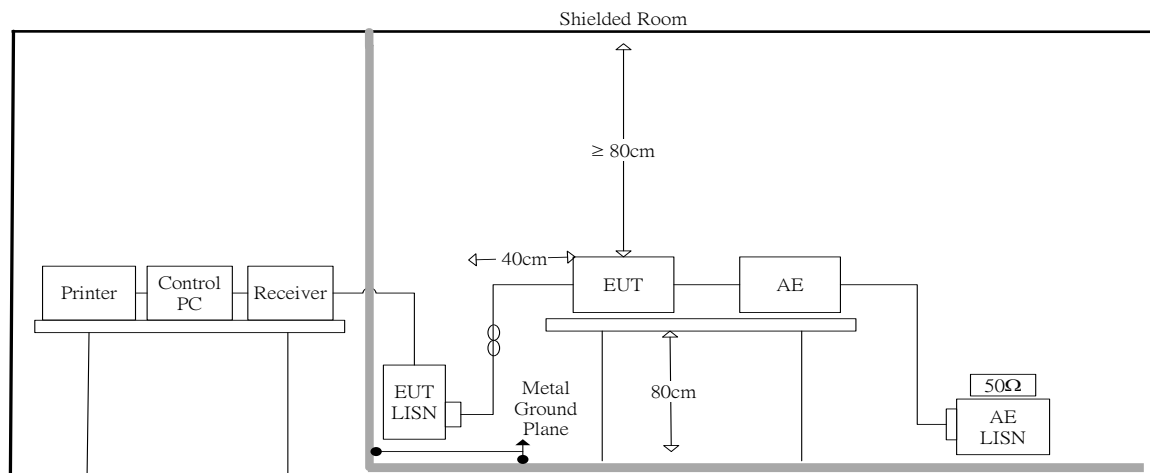 Shielded Room
≥ 80cm
40cm
Printer
Control
PC
Receiver
EUT
AE
EUT
LISN
Metal
Ground
Plane
80cm
50Ω
AE
LISN